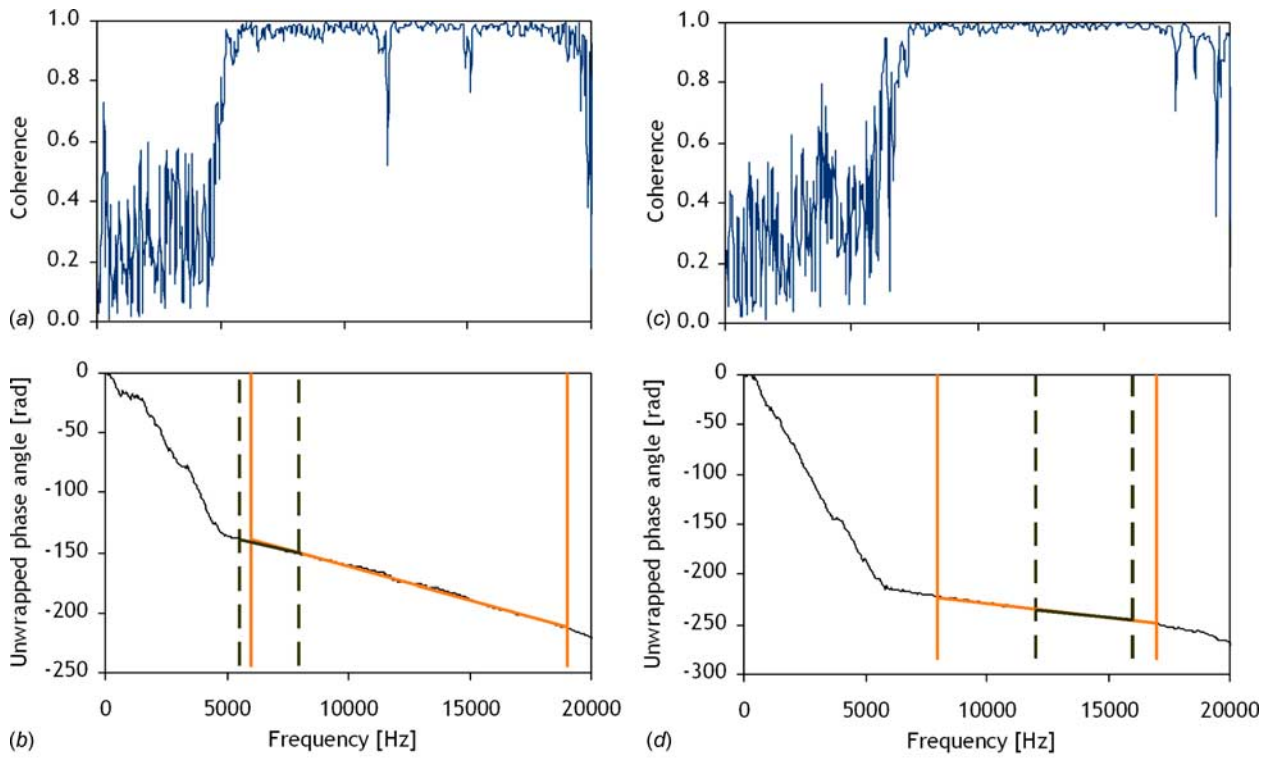 1.0
0.8
0.6
0.4
0.2
0.0
Coherence
(a)
1.0
0.8
0.6
0.4
0.2
0.0
Coherence
(c)
0
-50
-100
-150
-200
-250
Unwrapped phase angle [rad]
0 5000 10000 15000 20000
Frequency [Hz]
(b)
0
-50
-100
-150
-200
-250
-300
Unwrapped phase angle [rad]
0 5000 10000 15000 20000
Frequency [Hz]
(d)